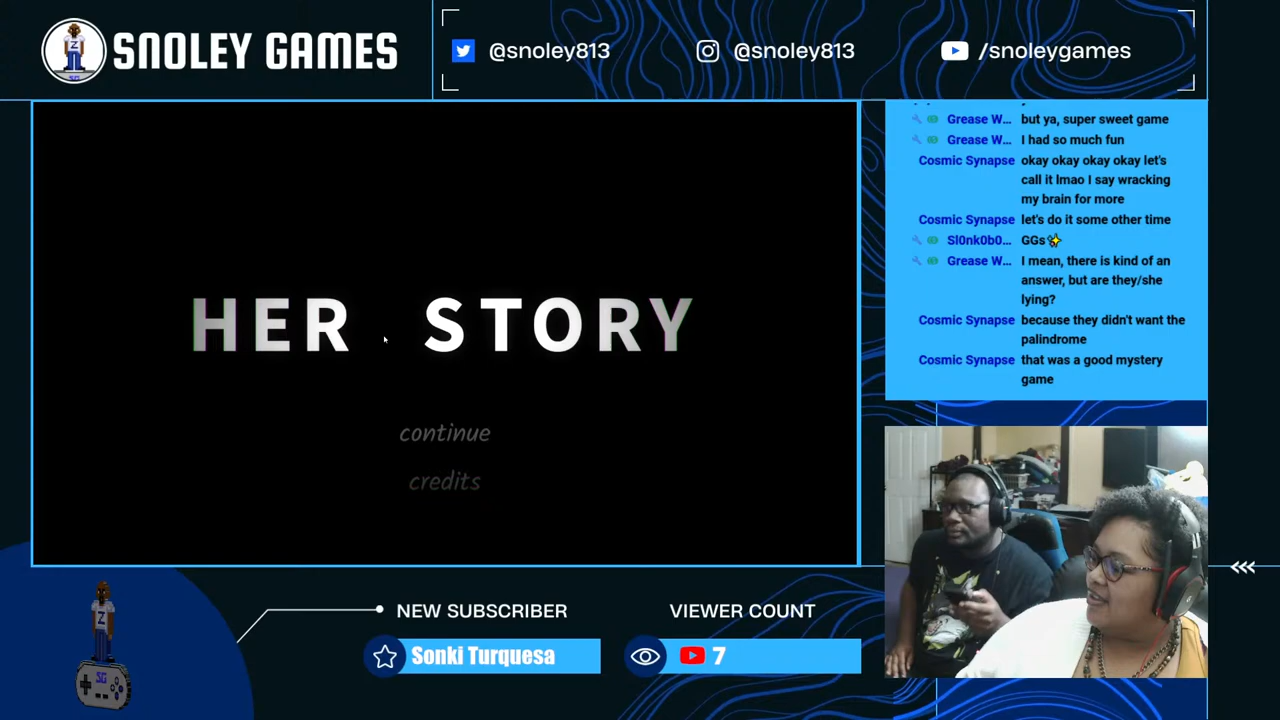 SNOLEY GAMES
@snoley813
@snoley813
/snoleygames
Grease W... but ya, super sweet game
Grease W... I had so much fun
Cosmic Synapse okay okay okay okay let's
call it lmao I say wracking
my brain for more
Cosmic Synapse let's do it some other time
Sl0nk0b0... GGs✨
Grease W... I mean, there is kind of an
answer, but are they/she
lying?
Cosmic Synapse because they didn't want the
palindrome
Cosmic Synapse that was a good mystery
game
HER STORY
continue
credits
NEW SUBSCRIBER
Sonki Turquesa
VIEWER COUNT
7
Z
Z
SG